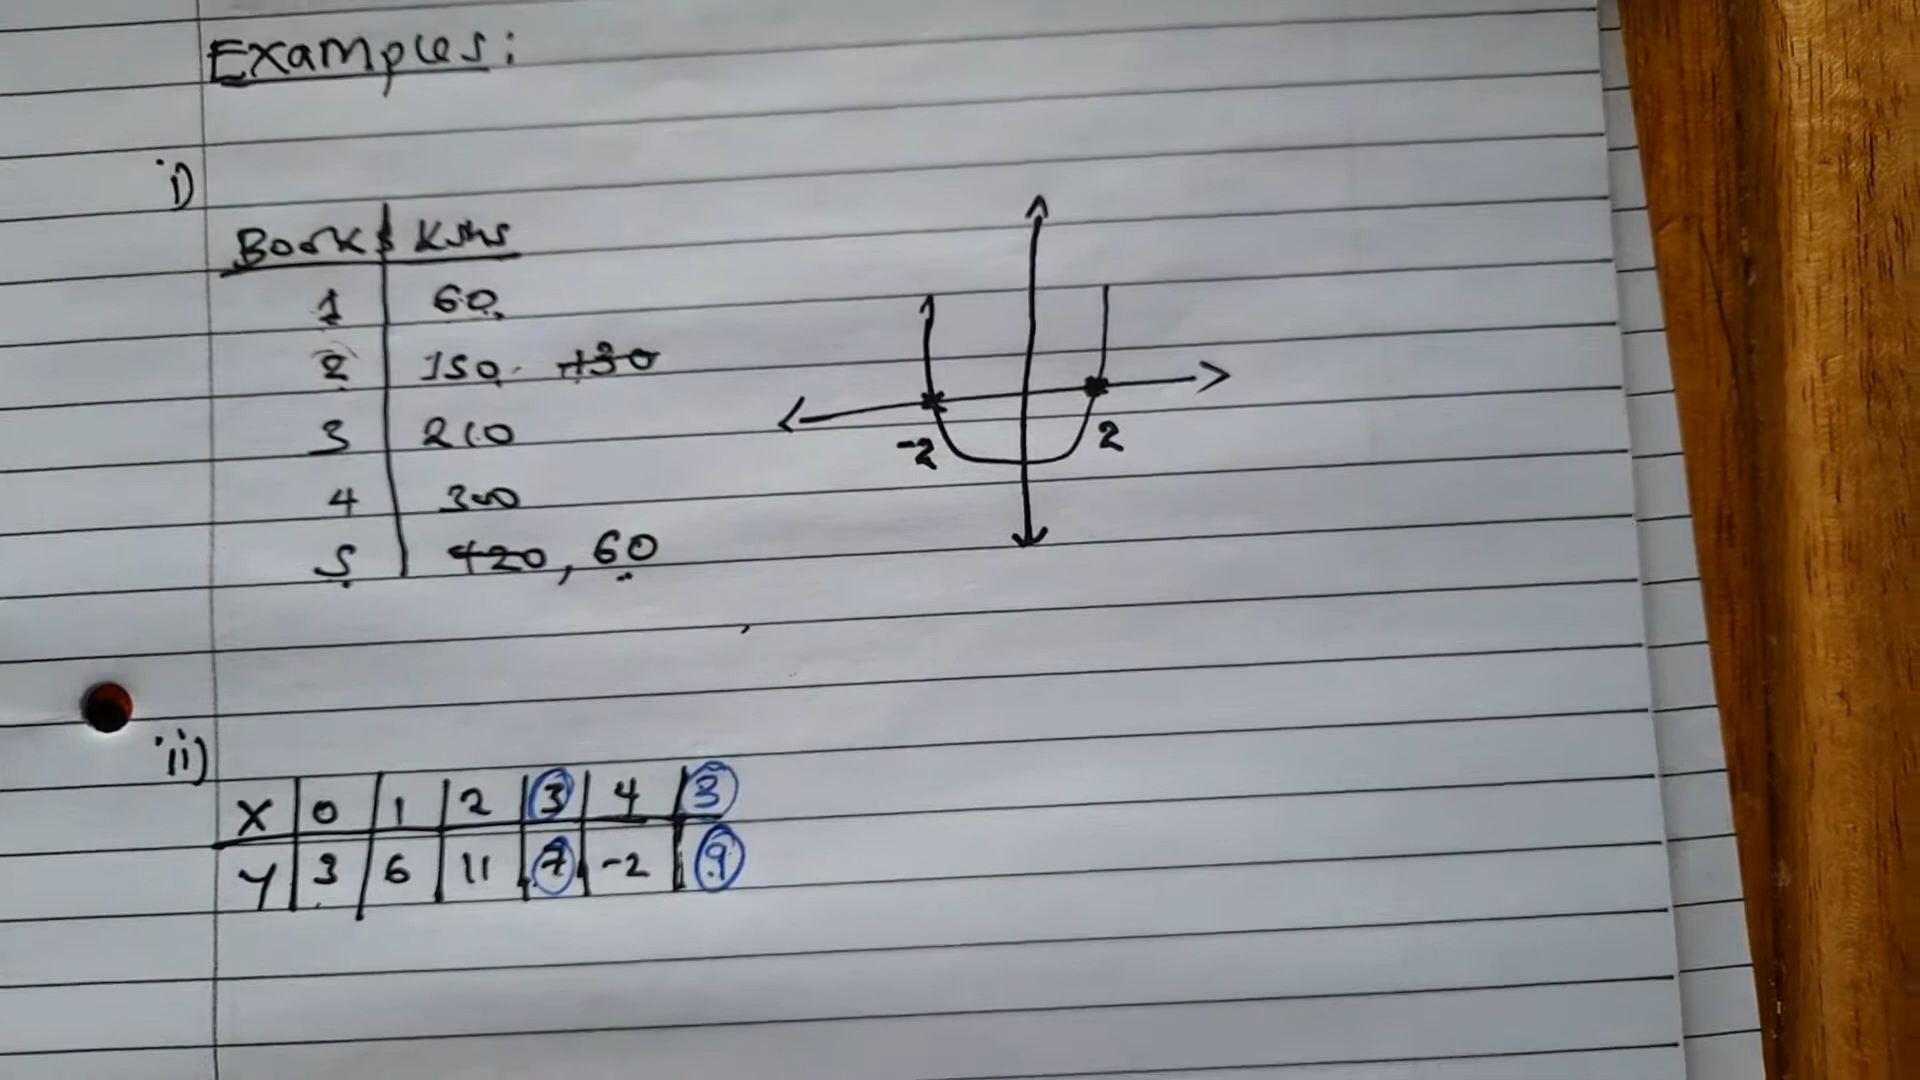 Examples:
i)
Books Kshs
1 60
2 150 130
3 210
4 300
5 420, 60
-2 2
ii)
X 0 1 2 3 4 3
Y 3 6 11 7 -2 9